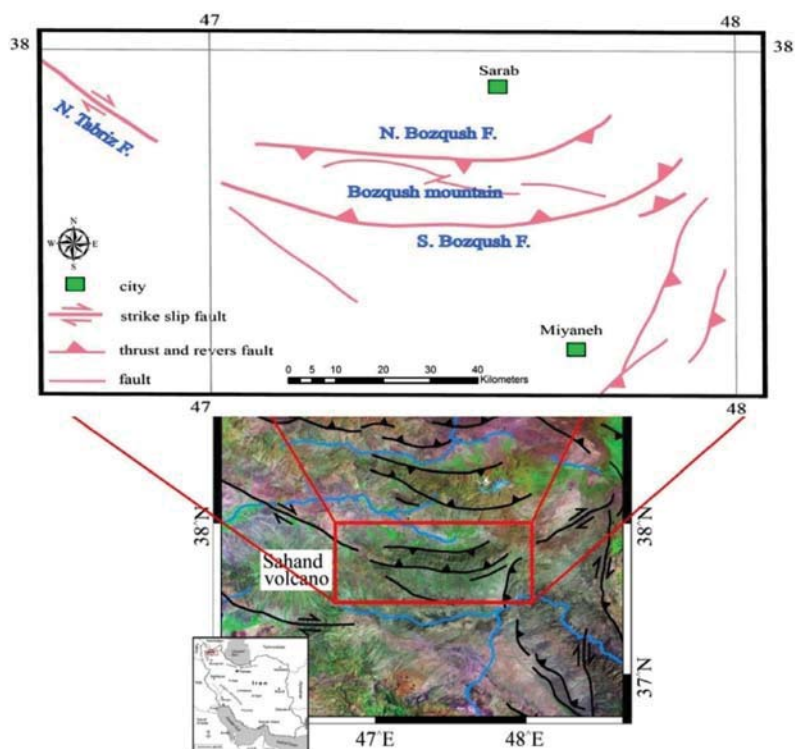 47
48
38
38
Sarab
N. Tabriz F.
N. Bozqush F.
Bozqush mountain
S. Bozqush F.
N
W
E
S
city
strike slip fault
thrust and revers fault
fault
Miyaneh
0 5 10 20 30 40
Kilometers
47
48
38°N
38°N
Sahand
volcano
37°N
Iran
47°E
48°E